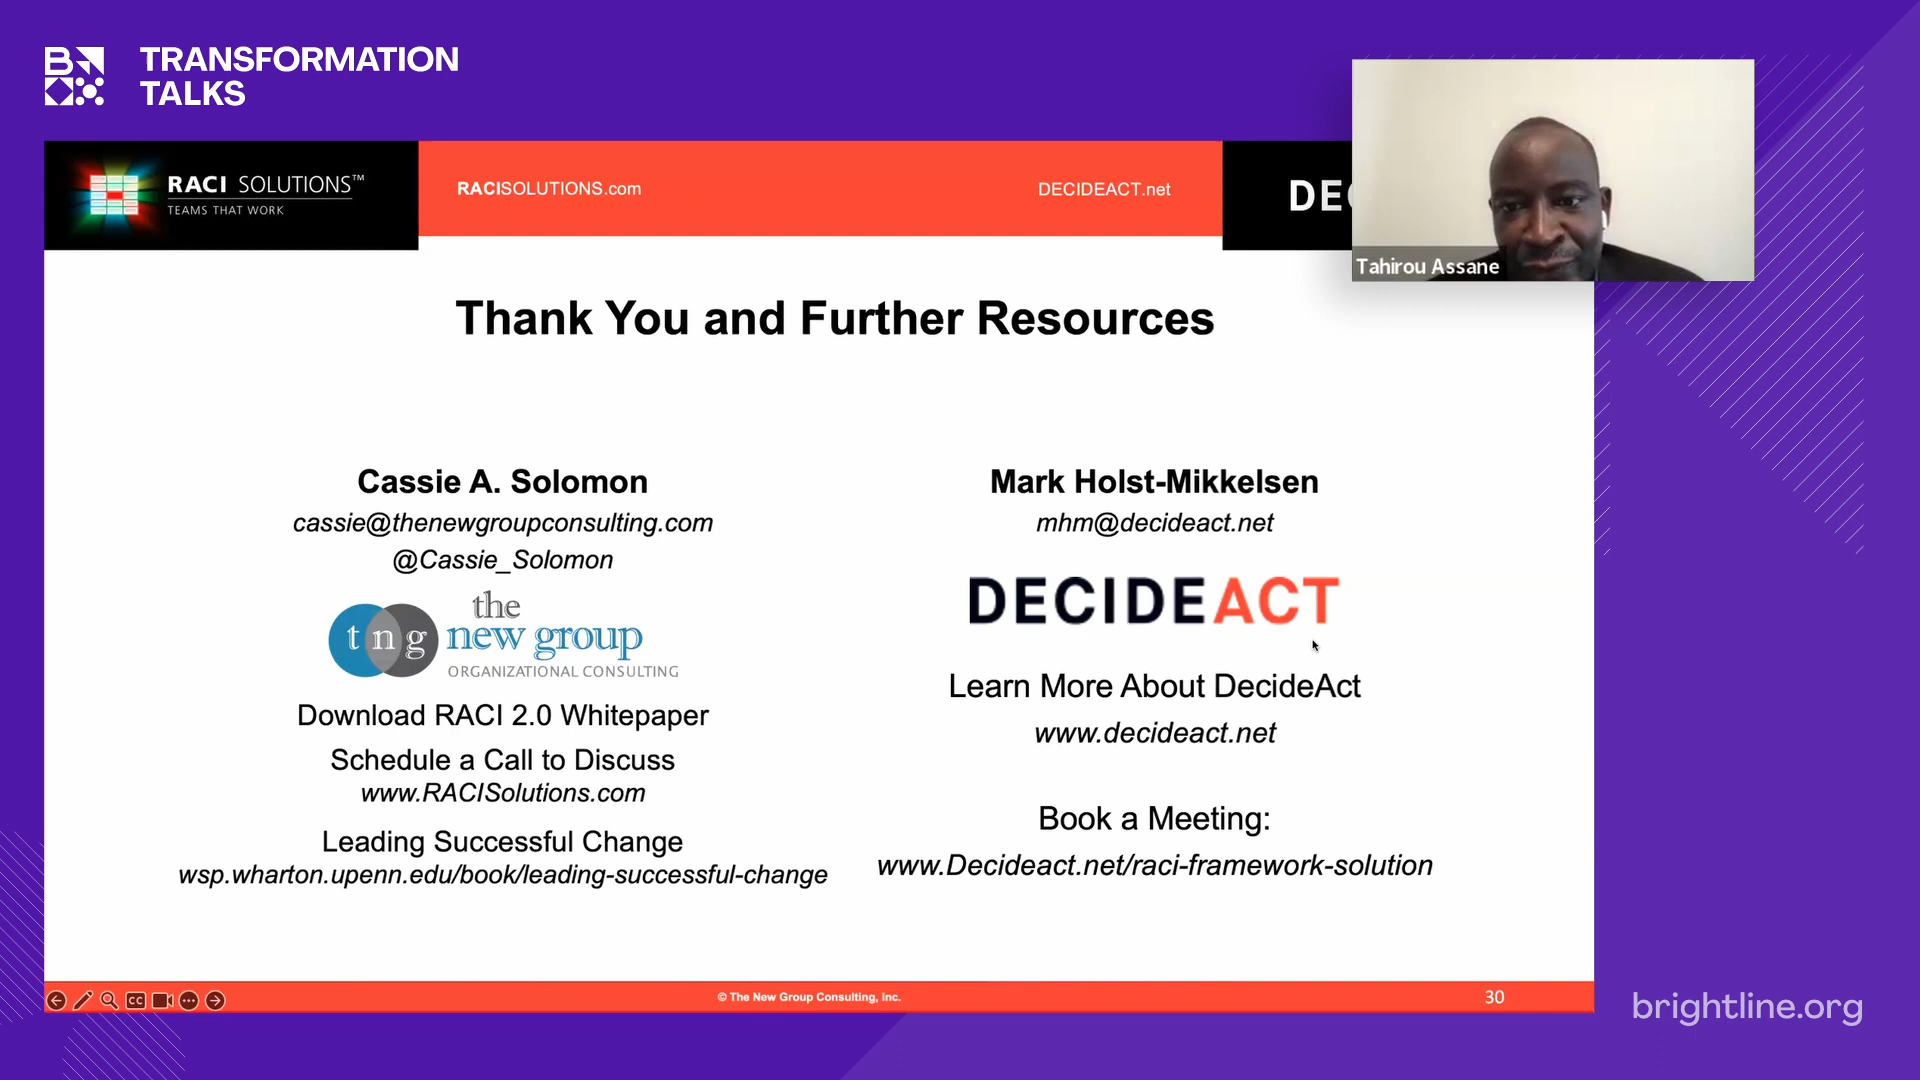 TRANSFORMATION
TALKS
RACI SOLUTIONS™
TEAMS THAT WORK
RACISOLUTIONS.com
DECIDEACT.net
Tahirou Assane
Thank You and Further Resources
Cassie A. Solomon
cassie@thenewgroupconsulting.com
@Cassie_Solomon
tng
the
new group
ORGANIZATIONAL CONSULTING
Download RACI 2.0 Whitepaper
Schedule a Call to Discuss
www.RACISolutions.com
Leading Successful Change
wsp.wharton.upenn.edu/book/leading-successful-change
Mark Holst-Mikkelsen
mhm@decideact.net
DECIDEACT
Learn More About DecideAct
www.decideact.net
Book a Meeting:
www.Decideact.net/raci-framework-solution
CC
© The New Group Consulting, Inc.
30
brightline.org